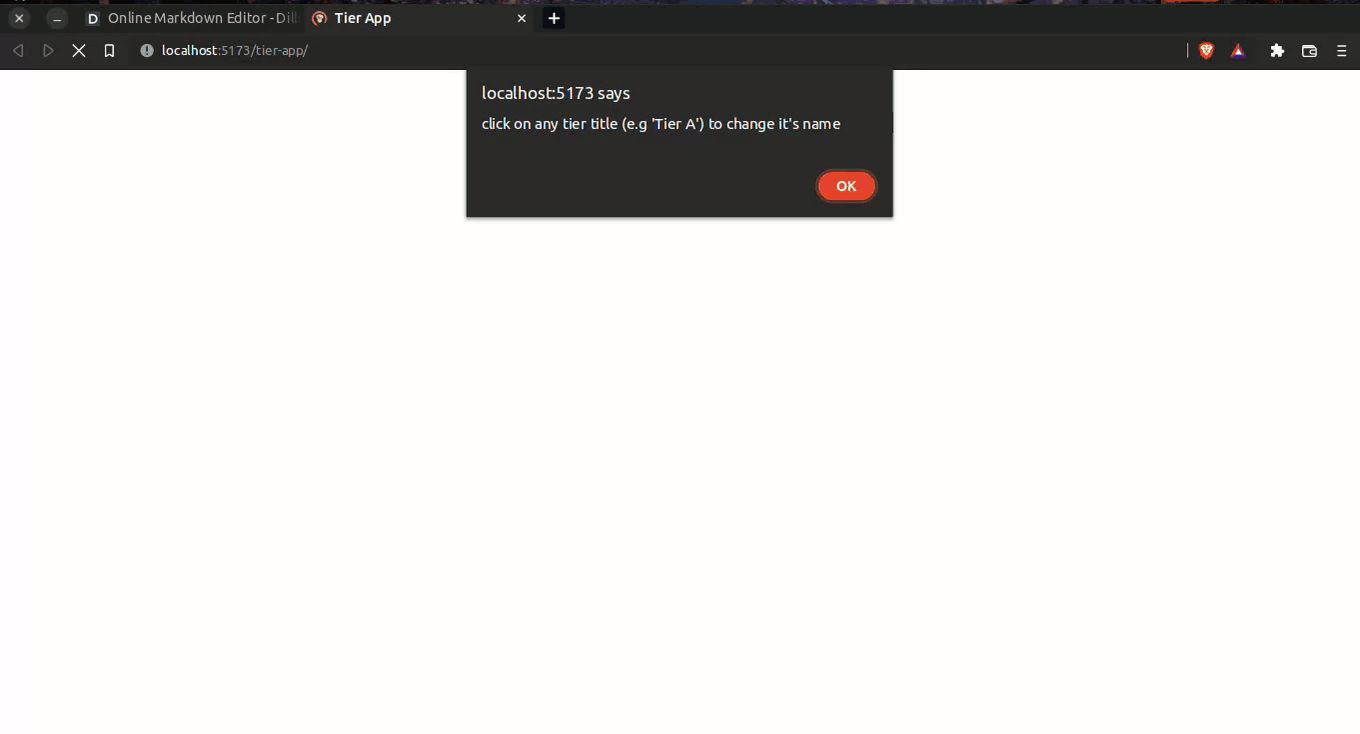 D Online Markdown Editor - Dill
Tier App
localhost:5173/tier-app/
localhost:5173 says
click on any tier title (e.g 'Tier A') to change it's name
OK